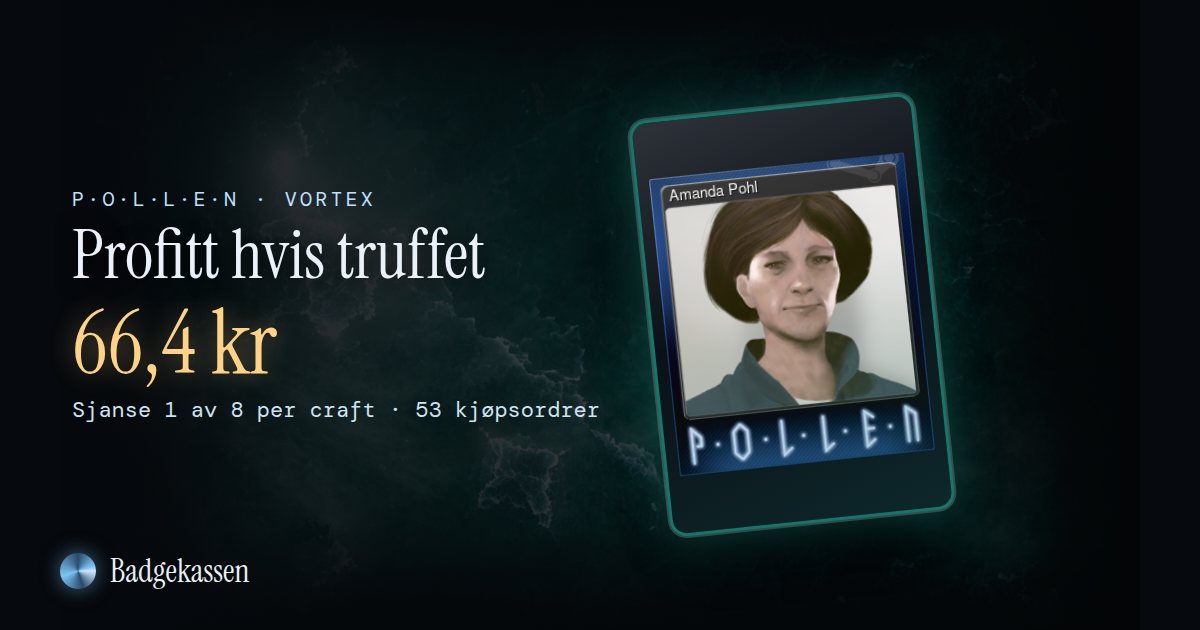 P·O·L·L·E·N · VORTEX
Profitt hvis truffet
66,4 kr
Sjanse 1 av 8 per craft · 53 kjøpsordrer
Amanda Pohl
P·O·L·L·E·N
Badgekassen